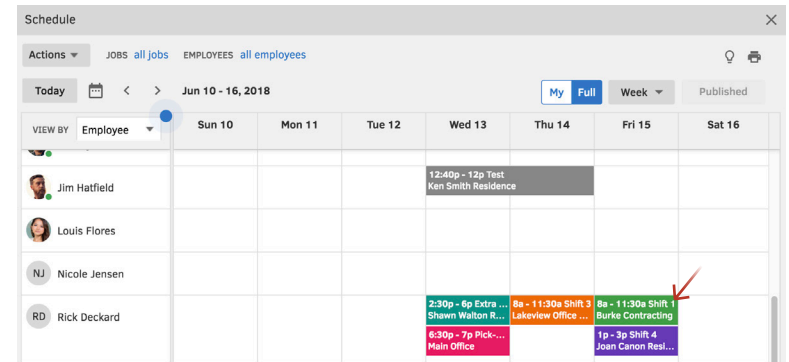 Schedule
Actions JOBS all jobs EMPLOYEES all employees
Today Jun 10 - 16, 2018 My Full Week Published
VIEW BY Employee Sun 10 Mon 11 Tue 12 Wed 13 Thu 14 Fri 15 Sat 16
Jim Hatfield
12:40p - 12p Test
Ken Smith Residence
Louis Flores
NJ Nicole Jensen
RD Rick Deckard
2:30p - 6p Extra ...
Shawn Walton R...
8a - 11:30a Shift 3
Lakeview Office ...
8a - 11:30a Shift 1
Burke Contracting
6:30p - 7p Pick-...
Main Office
1p - 3p Shift 4
Joan Canon Resi...